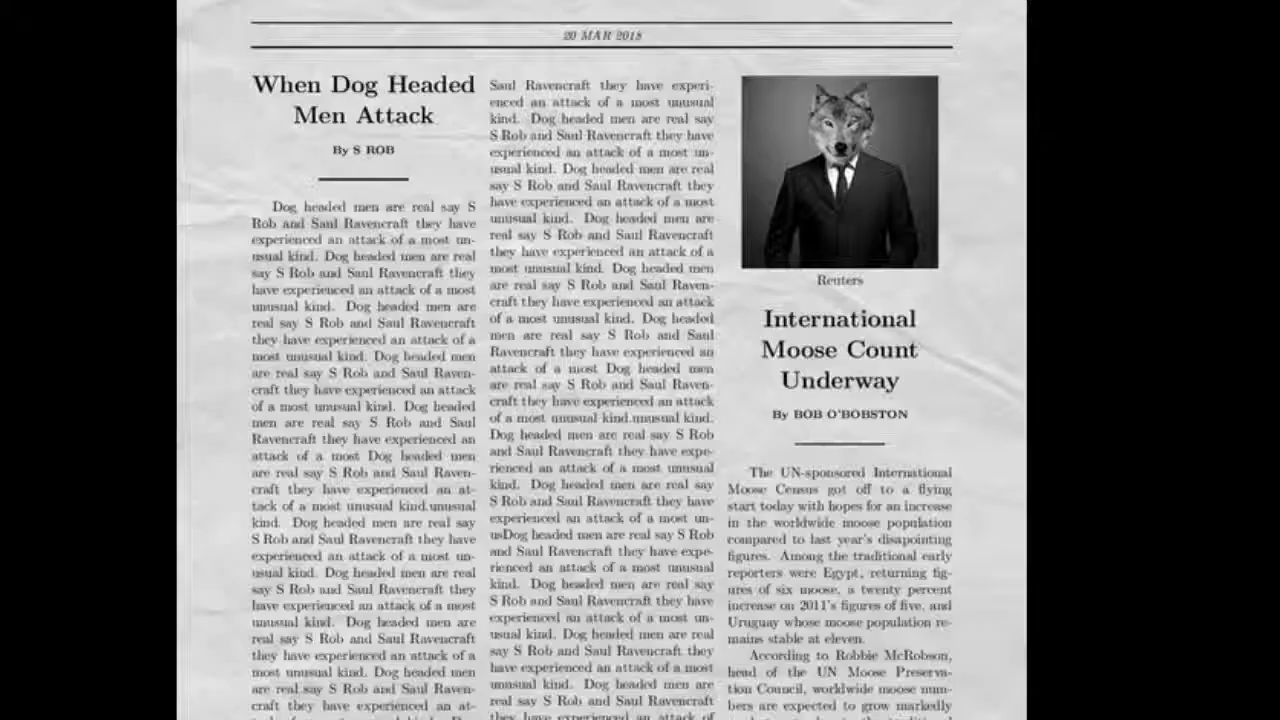 20 MAR 2018
When Dog Headed
Men Attack
By S ROB
Dog headed men are real say S
Rob and Saul Ravencraft they have
experienced an attack of a most un-
usual kind. Dog headed men are real
say S Rob and Saul Ravencraft they
have experienced an attack of a most
unusual kind. Dog headed men are
real say S Rob and Saul Ravencraft
they have experienced an attack of a
most unusual kind. Dog headed men
are real say S Rob and Saul Raven-
craft they have experienced an attack
of a most unusual kind. Dog headed
men are real say S Rob and Saul
Ravencraft they have experienced an
attack of a most Dog headed men
are real say S Rob and Saul Raven-
craft they have experienced an at-
tack of a most unusual kind.unusual
kind. Dog headed men are real say
S Rob and Saul Ravencraft they have
experienced an attack of a most un-
usual kind. Dog headed men are real
say S Rob and Saul Ravencraft they
have experienced an attack of a most
unusual kind. Dog headed men are
real say S Rob and Saul Ravencraft
they have experienced an attack of a
most unusual kind. Dog headed men
are real say S Rob and Saul Raven-
craft they have experienced an at-
Saul Ravencraft they have experi-
enced an attack of a most unusual
kind. Dog headed men are real say
S Rob and Saul Ravencraft they have
experienced an attack of a most un-
usual kind. Dog headed men are real
say S Rob and Saul Ravencraft they
have experienced an attack of a most
unusual kind. Dog headed men are
real say S Rob and Saul Ravencraft
they have experienced an attack of a
most unusual kind. Dog headed men
are real say S Rob and Saul Raven-
craft they have experienced an attack
of a most unusual kind. Dog headed
men are real say S Rob and Saul
Ravencraft they have experienced an
attack of a most Dog headed men
are real say S Rob and Saul Raven-
craft they have experienced an attack
of a most unusual kind.unusual kind.
Dog headed men are real say S Rob
and Saul Ravencraft they have expe-
rienced an attack of a most unusual
kind. Dog headed men are real say
S Rob and Saul Ravencraft they have
experienced an attack of a most un-
usDog headed men are real say S Rob
and Saul Ravencraft they have expe-
rienced an attack of a most unusual
kind. Dog headed men are real say
S Rob and Saul Ravencraft they have
experienced an attack of a most un-
usual kind. Dog headed men are real
say S Rob and Saul Ravencraft they
have experienced an attack of a most
unusual kind. Dog headed men are
real say S Rob and Saul Ravencraft
they have experienced an attack of
Reuters
International
Moose Count
Underway
By BOB O'BOBSTON
The UN-sponsored International
Moose Census got off to a flying
start today with hopes for an increase
in the worldwide moose population
compared to last year's disapointing
figures. Among the traditional early
reporters were Egypt, returning fig-
ures of six moose, a twenty percent
increase on 2011's figures of five, and
Uruguay whose moose population re-
mains stable at eleven.
According to Robbie McRobson,
head of the UN Moose Preserva-
tion Council, worldwide moose num-
bers are expected to grow markedly